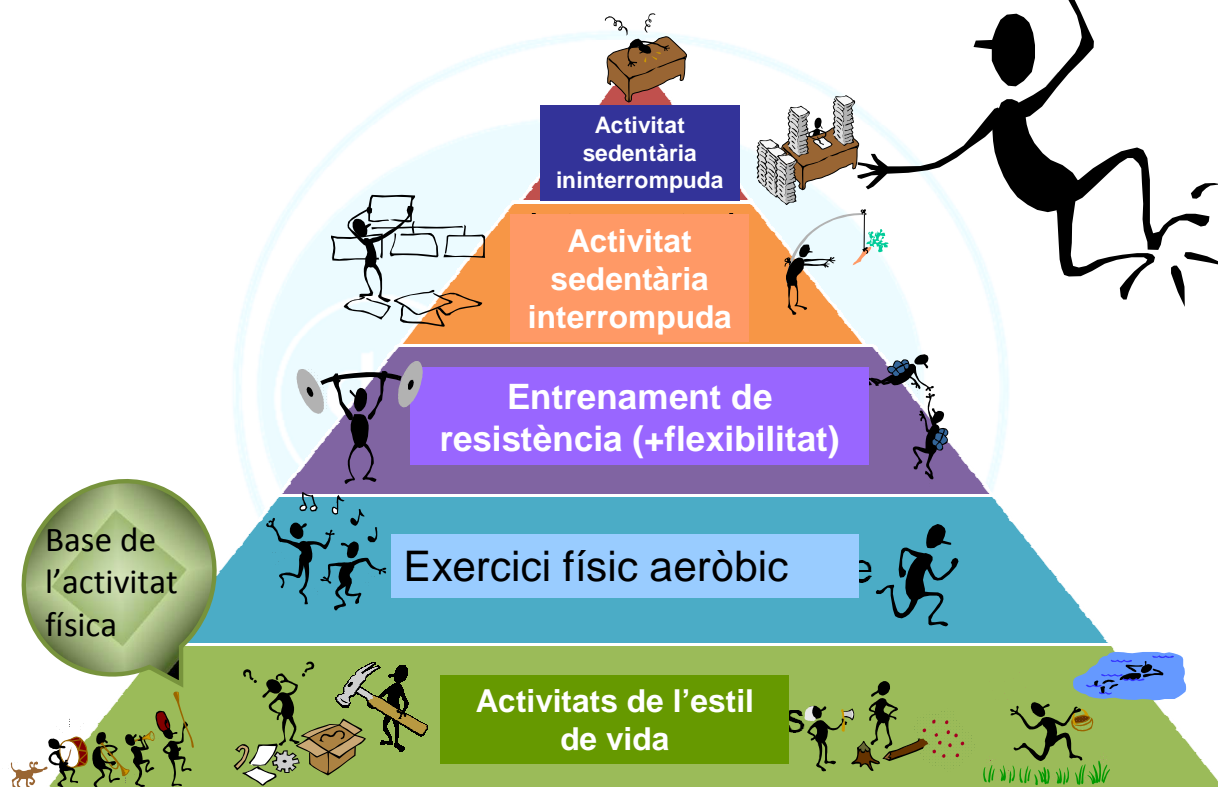 Activitat
sedentària
ininterrompuda
Activitat
sedentària
interrompuda
Entrenament de
resistència (+flexibilitat)
Base de
l’activitat
física
Exercici físic aeròbic
e
Activitats de l’estil
de vida
s
? ?